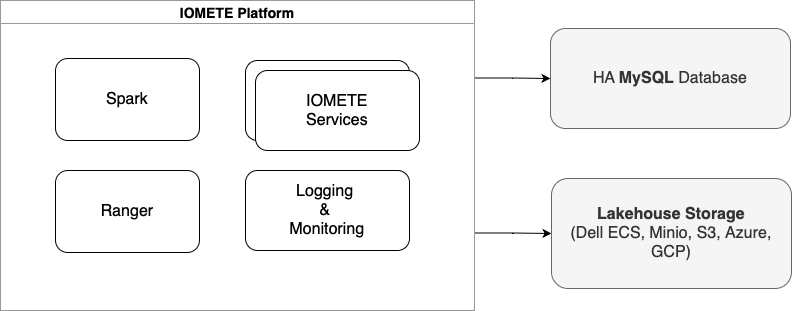 IOMETE Platform
Spark
IOMETE
Services
HA MySQL Database
Ranger
Logging
&
Monitoring
Lakehouse Storage
(Dell ECS, Minio, S3, Azure,
GCP)